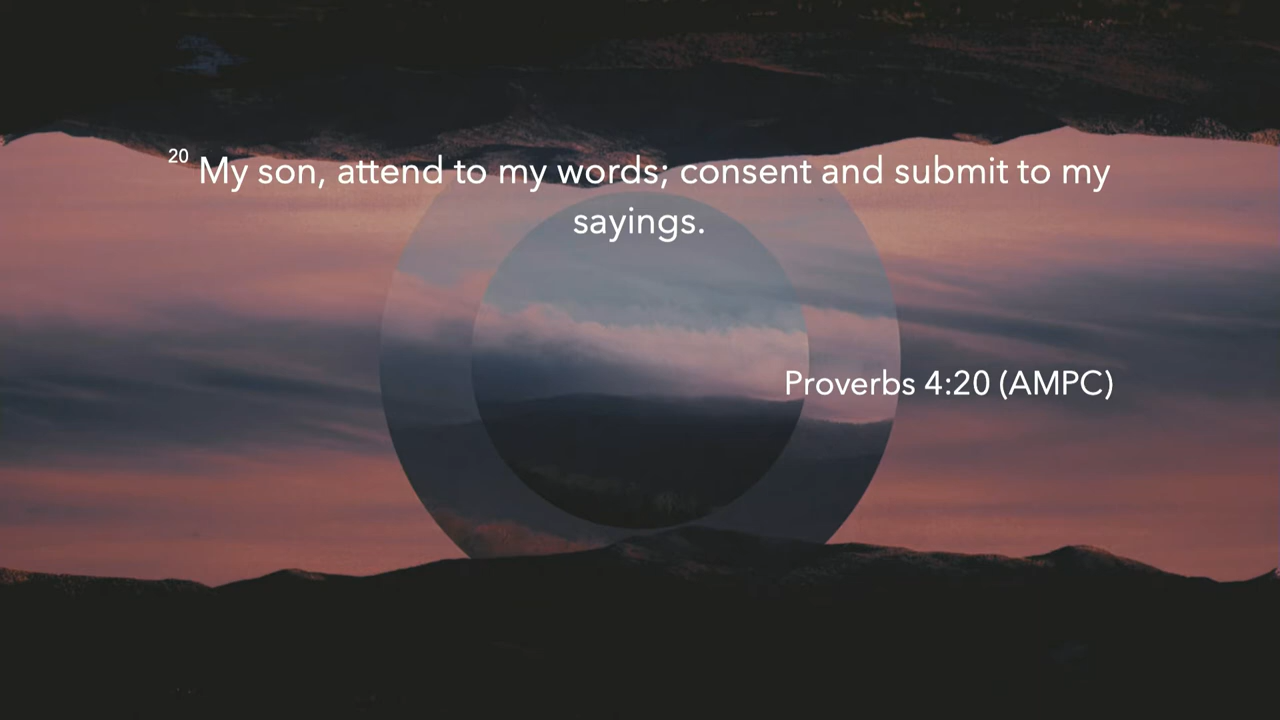 20 My son, attend to my words; consent and submit to my
sayings.
Proverbs 4:20 (AMPC)